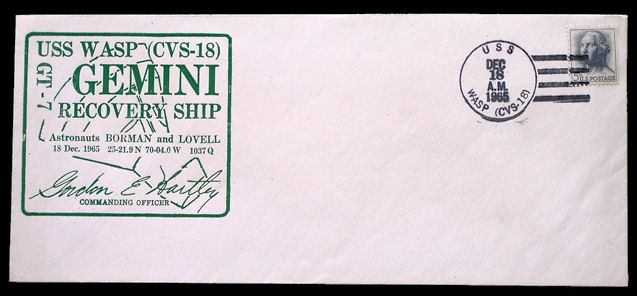 USS WASP (CVS-18)
GT-7
GEMINI
RECOVERY SHIP
Astronauts BORMAN and LOVELL
18 Dec. 1965 25-21.9 N 70-04.0 W 1037Q
Gordon E Hartley
COMMANDING OFFICER
USS
DEC
18
A.M.
1965
WASP (CVS-18)
5c U.S. POSTAGE